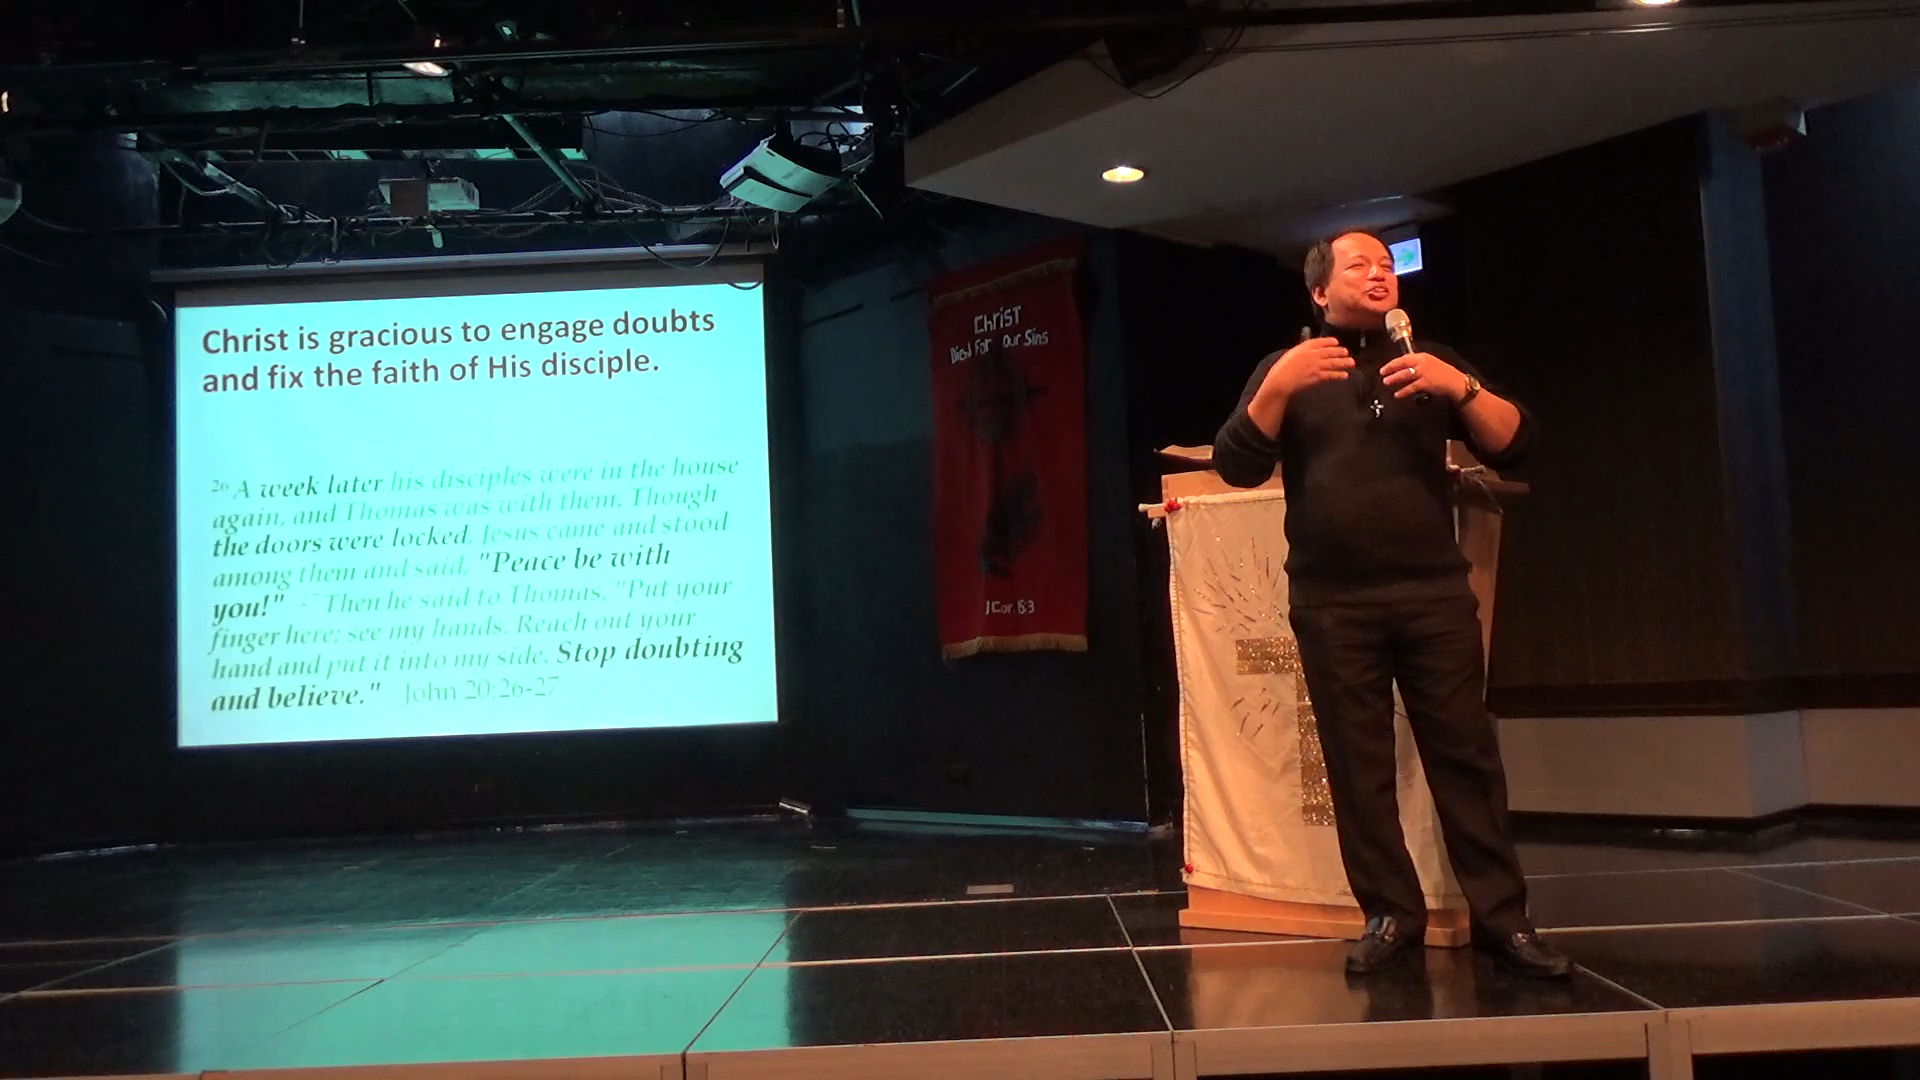 Christ is gracious to engage doubts
and fix the faith of His disciple.
26 A week later his disciples were in the house
again, and Thomas was with them. Though
the doors were locked, Jesus came and stood
among them and said, "Peace be with
you!" 27 Then he said to Thomas, "Put your
finger here; see my hands. Reach out your
hand and put it into my side. Stop doubting
and believe." John 20:26-27
Christ
Died For Our Sins
1 Cor. 15:3